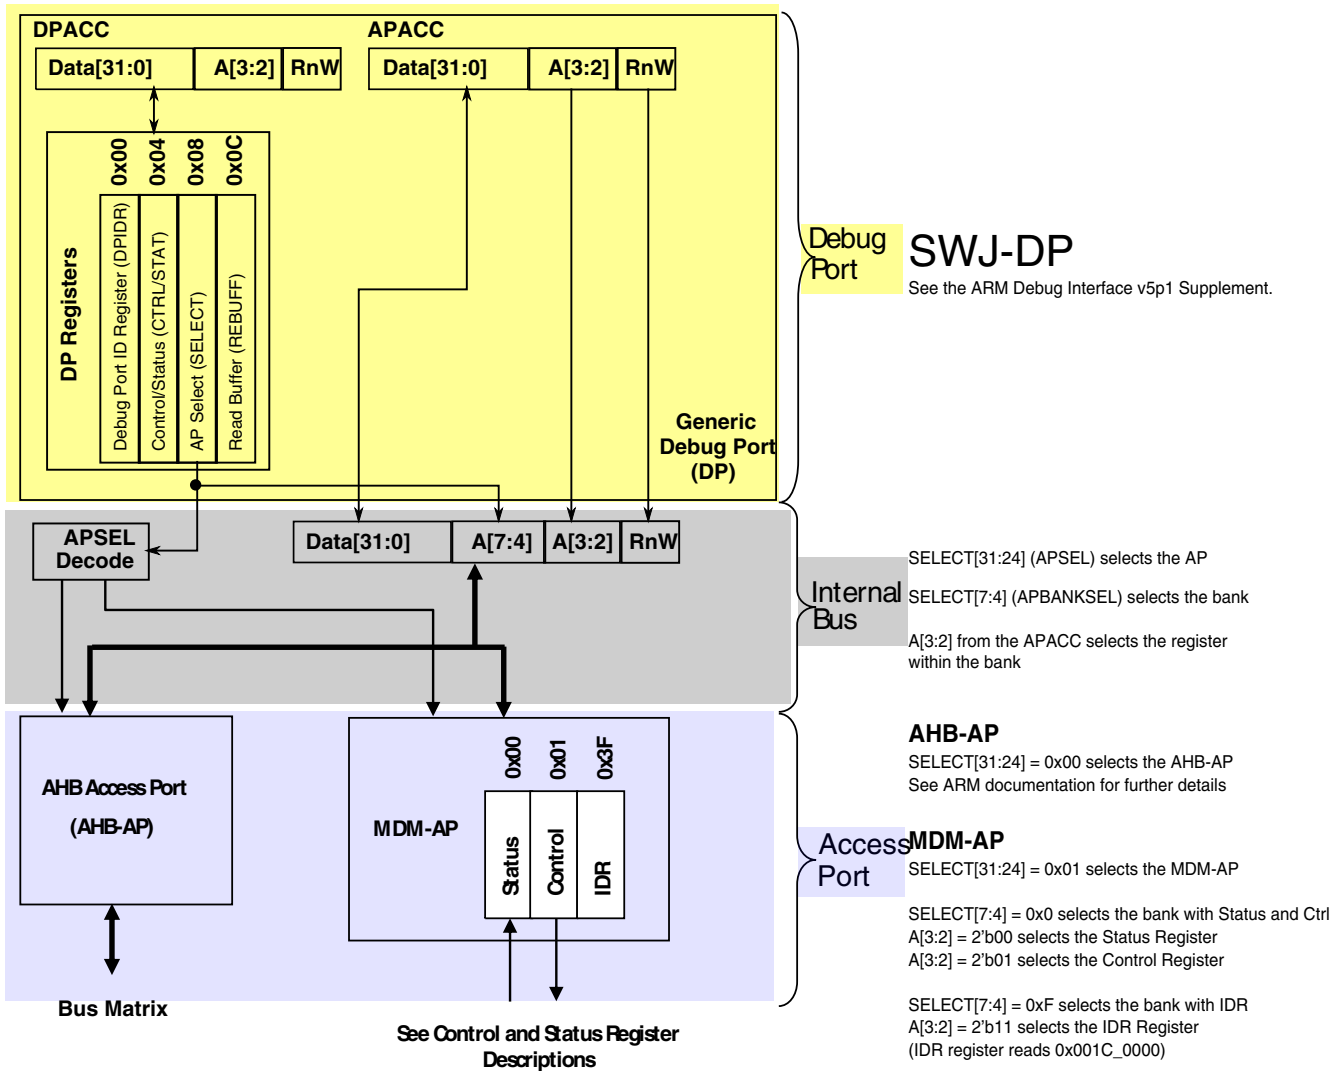 DPACC
APACC
Data[31:0] A[3:2] RnW
Data[31:0] A[3:2] RnW
0x00
0x04
0x08
0x0C
DP Registers
Debug Port ID Register (DPIDR)
Control/Status (CTRL/STAT)
AP Select (SELECT)
Read Buffer (REBUFF)
Generic
Debug Port
(DP)
Debug
Port
SWJ-DP
See the ARM Debug Interface v5p1 Supplement.
APSEL
Decode
Data[31:0] A[7:4] A[3:2] RnW
Internal
Bus
SELECT[31:24] (APSEL) selects the AP
SELECT[7:4] (APBANKSEL) selects the bank
A[3:2] from the APACC selects the register
within the bank
AHB Access Port
(AHB-AP)
Bus Matrix
MDM-AP
0x00
0x01
0x3F
Status
Control
IDR
See Control and Status Register
Descriptions
Access
Port
AHB-AP
SELECT[31:24] = 0x00 selects the AHB-AP
See ARM documentation for further details
MDM-AP
SELECT[31:24] = 0x01 selects the MDM-AP
SELECT[7:4] = 0x0 selects the bank with Status and Ctrl
A[3:2] = 2'b00 selects the Status Register
A[3:2] = 2'b01 selects the Control Register
SELECT[7:4] = 0xF selects the bank with IDR
A[3:2] = 2'b11 selects the IDR Register
(IDR register reads 0x001C_0000)